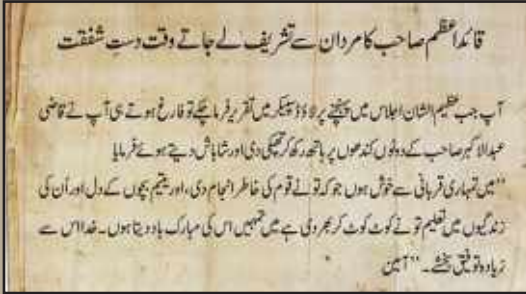 قائداعظم صاحب کا مردان سے تشریف لے جاتے وقت دستِ شفقت
آپ جب عظیم الشان اجلاس میں پہنچنے پر لاؤڈ سپیکر میں تقریر فرما چکے تو فارغ ہوتے ہی آپ نے قاضی
عبدالاکبر صاحب کے دونوں کندھوں پر ہاتھ رکھ کر تھپکی دی اور شاباش دیتے ہوئے فرمایا
"میں تمہاری قربانی سے خوش ہوں جو کہ تو نے قوم کی خاطر انجام دی، اور یتیم بچوں کے دل اور اُن کی
زندگیوں میں تعلیم تو نے کوٹ کوٹ کر بھر دی ہے میں تمہیں اس کی مبارک باد دیتا ہوں۔ خدا اس سے
زیادہ توفیق بخشے۔" آمین